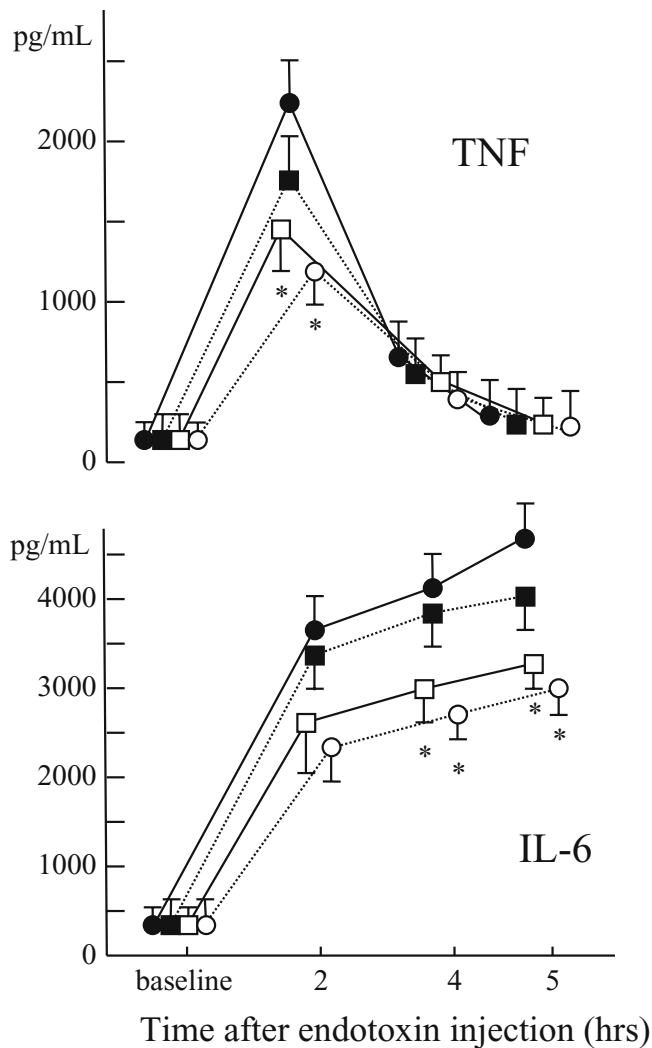 pg/mL
2000
TNF
1000
*
*
0
pg/mL
4000
3000
*
*
*
*
2000
1000
IL-6
0
baseline 2 4 5
Time after endotoxin injection (hrs)